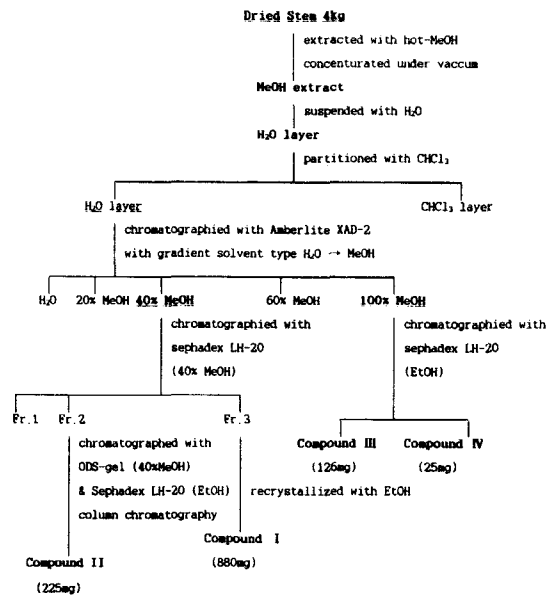 Dried Stem 4kg
extracted with hot-MeOH
concenturated under vaccum
MeOH extract
suspended with H₂O
H₂O layer
partitioned with CHCl₃
H₂O layer
CHCl₃ layer
chromatographied with Amberlite XAD-2
with gradient solvent type H₂O → MeOH
H₂O 20% MeOH 40% MeOH 60% MeOH 100% MeOH
chromatographied with
sephadex LH-20
(40% MeOH)
chromatographied with
sephadex LH-20
(EtOH)
Fr.1 Fr.2 Fr.3
chromatographed with
ODS-gel (40%MeOH)
& Sephadex LH-20 (EtOH)
column chromatography
recrystallized with EtOH
Compound III
(126mg)
Compound IV
(25mg)
Compound I
(880mg)
Compound II
(225mg)